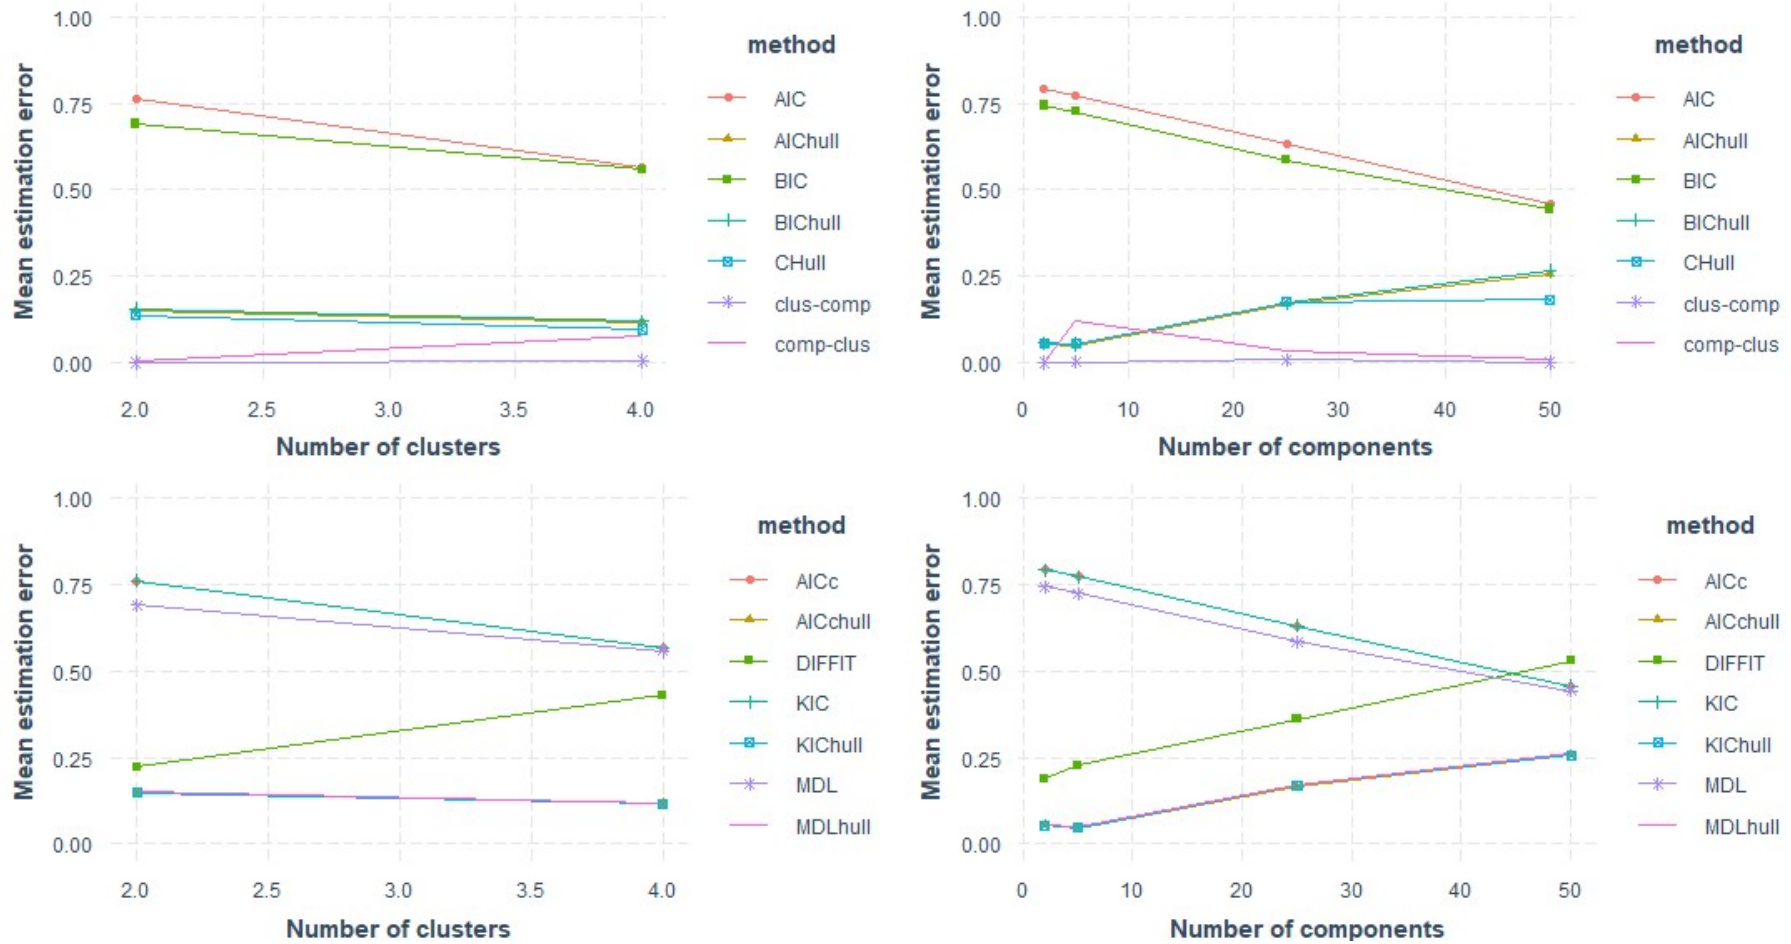 1.00
0.75
0.50
0.25
0.00
Mean estimation error
2.0 2.5 3.0 3.5 4.0
Number of clusters
method
AIC
AIChull
BIC
BIChull
CHull
clus-comp
comp-clus
1.00
0.75
0.50
0.25
0.00
Mean estimation error
0 10 20 30 40 50
Number of components
method
AIC
AIChull
BIC
BIChull
CHull
clus-comp
comp-clus
1.00
0.75
0.50
0.25
0.00
Mean estimation error
2.0 2.5 3.0 3.5 4.0
Number of clusters
method
AICc
AICchull
DIFFIT
KIC
KIChull
MDL
MDLhull
1.00
0.75
0.50
0.25
0.00
Mean estimation error
0 10 20 30 40 50
Number of components
method
AICc
AICchull
DIFFIT
KIC
KIChull
MDL
MDLhull